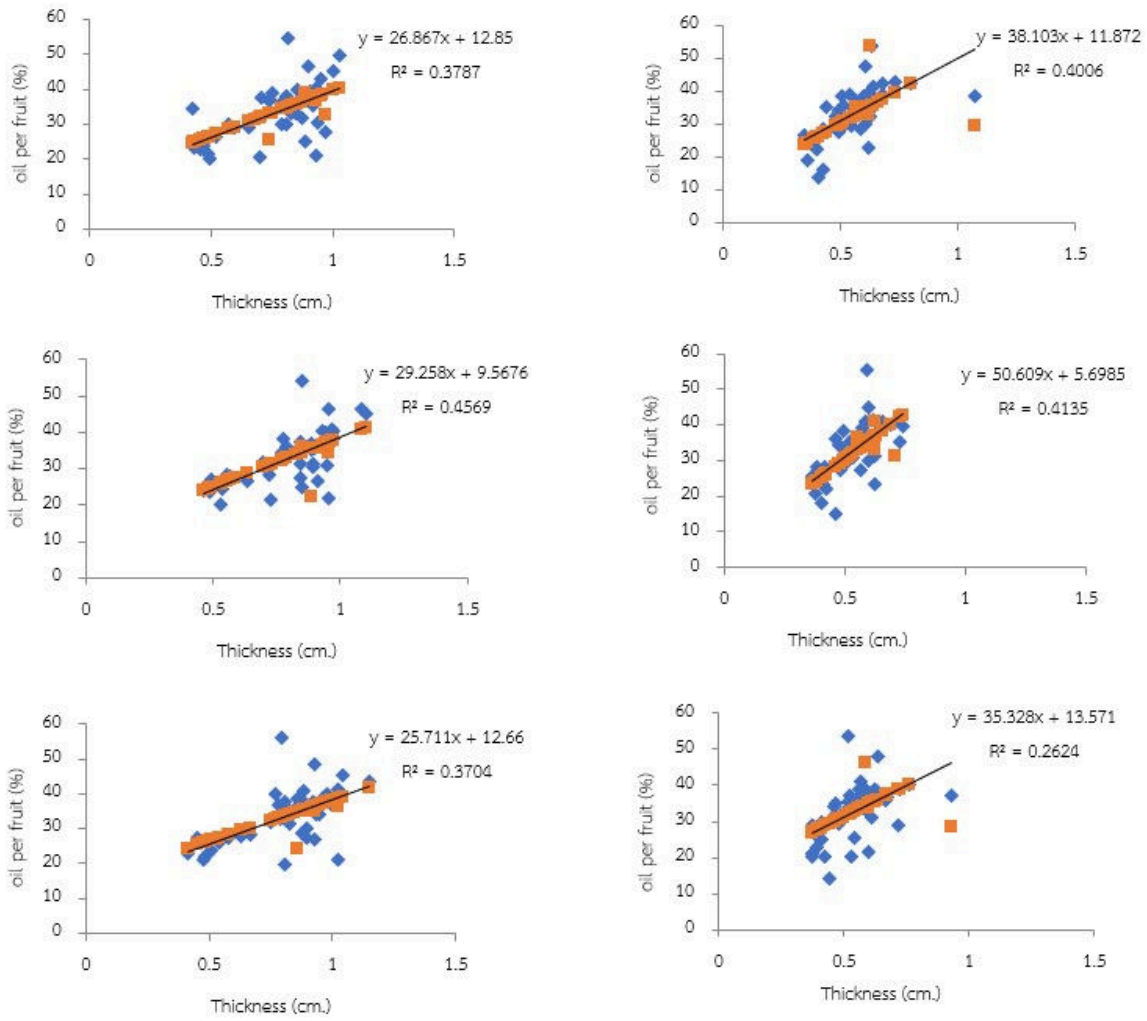 60
50
40
30
20
10
0
oil per fruit (%)
y = 26.867x + 12.85
R² = 0.3787
0 0.5 1 1.5
Thickness (cm.)
60
50
40
30
20
10
0
oil per fruit (%)
y = 38.103x + 11.872
R² = 0.4006
0 0.5 1 1.5
Thickness (cm.)
60
50
40
30
20
10
0
oil per fruit (%)
y = 29.258x + 9.5676
R² = 0.4569
0 0.5 1 1.5
Thickness (cm.)
60
50
40
30
20
10
0
oil per fruit (%)
y = 50.609x + 5.6985
R² = 0.4135
0 0.5 1 1.5
Thickness (cm.)
60
50
40
30
20
10
0
oil per fruit (%)
y = 25.711x + 12.66
R² = 0.3704
0 0.5 1 1.5
Thickness (cm.)
60
50
40
30
20
10
0
oil per fruit (%)
y = 35.328x + 13.571
R² = 0.2624
0 0.5 1 1.5
Thickness (cm.)